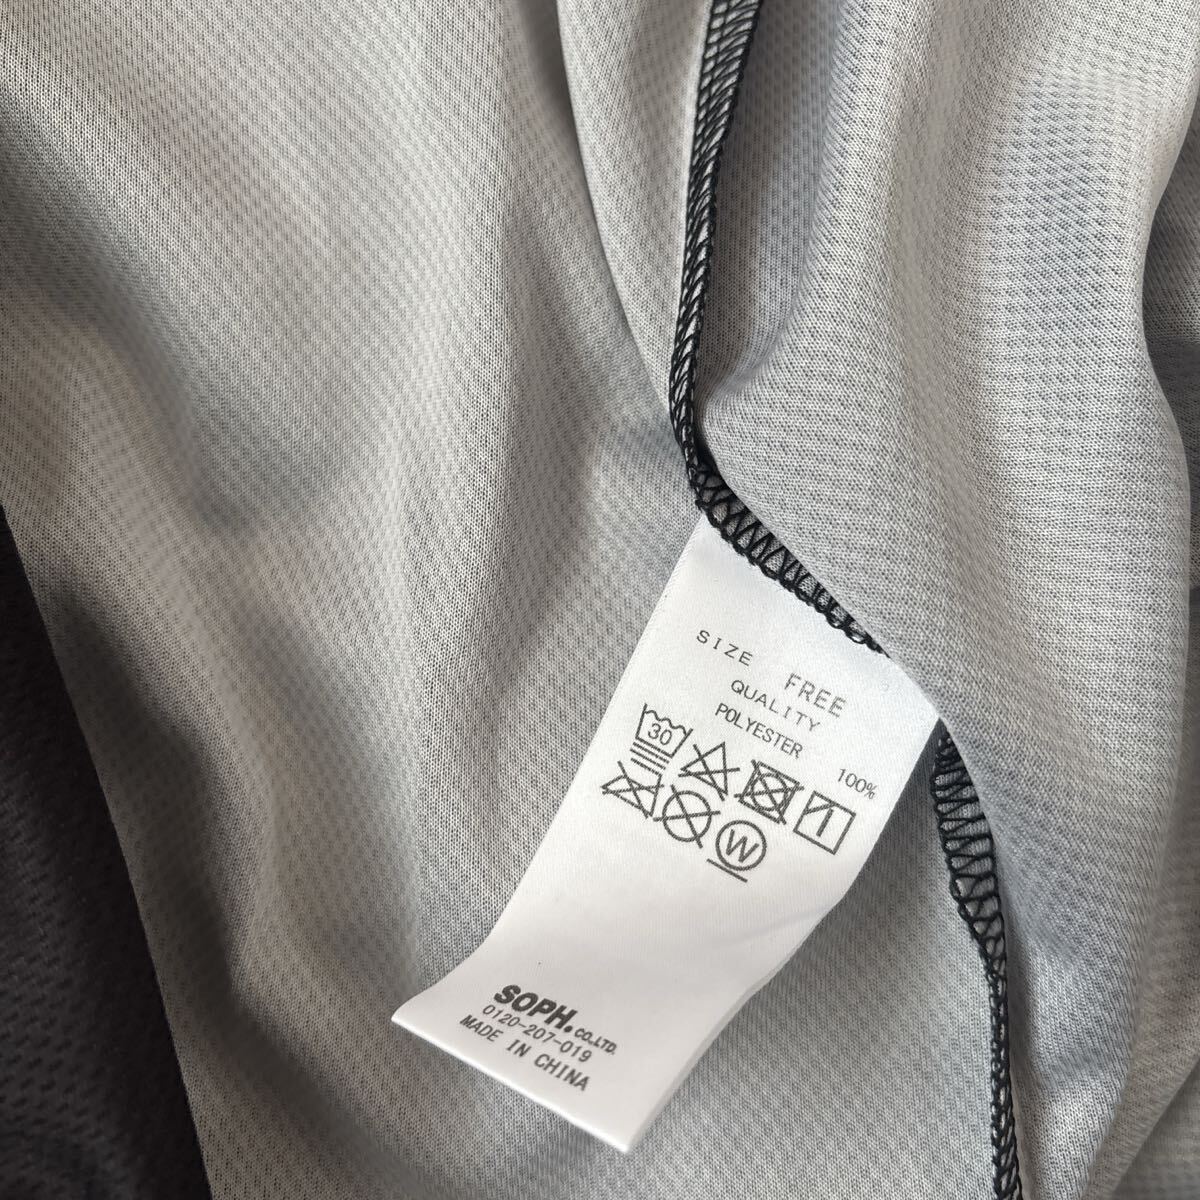 SIZE FREE
QUALITY
POLYESTER 100%
30
W
SOPH.CO.,LTD.
0120-207-019
MADE IN CHINA